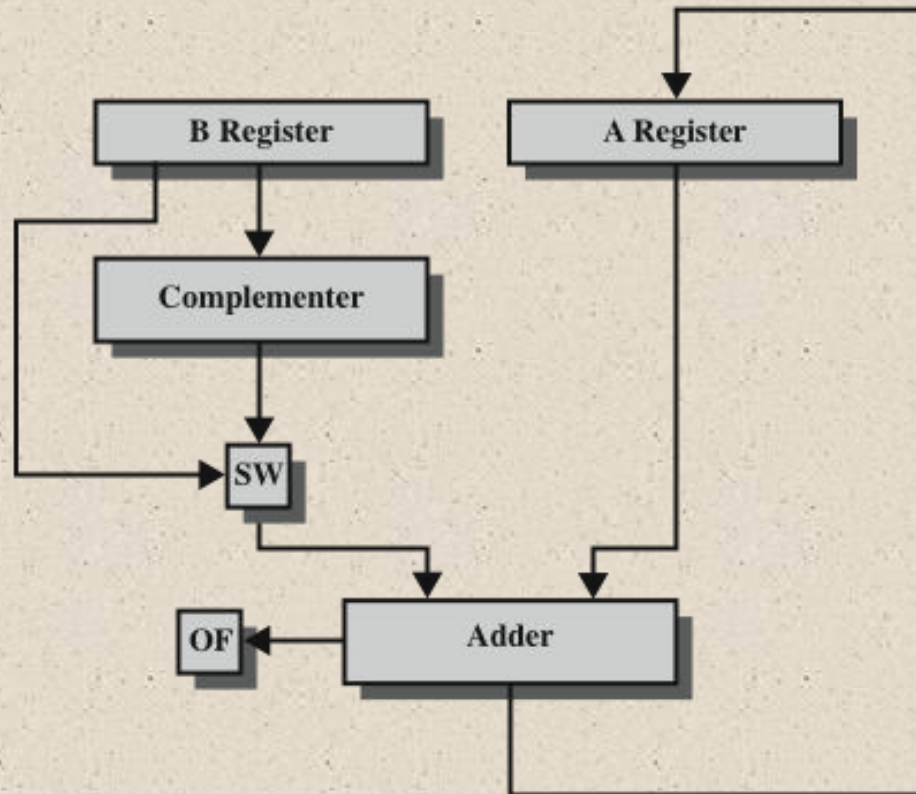 B Register
A Register
Complementer
SW
OF
Adder